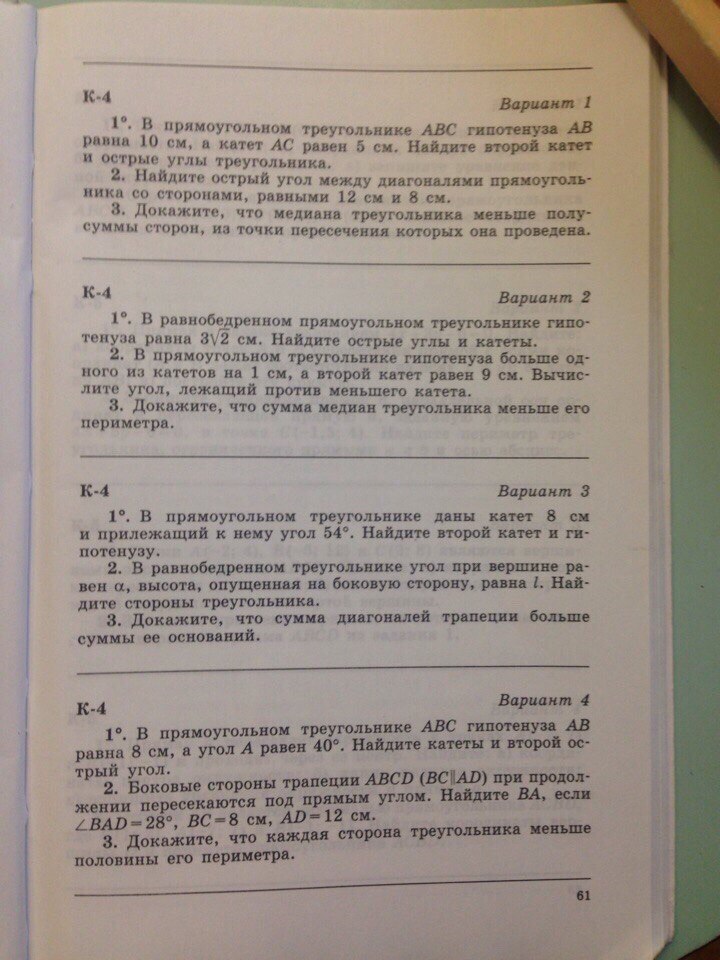 К-4
Вариант 1
1°. В прямоугольном треугольнике ABC гипотенуза AB
равна 10 см, а катет AC равен 5 см. Найдите второй катет
и острые углы треугольника.
2. Найдите острый угол между диагоналями прямоуголь-
ника со сторонами, равными 12 см и 8 см.
3. Докажите, что медиана треугольника меньше полу-
суммы сторон, из точки пересечения которых она проведена.
К-4
Вариант 2
1°. В равнобедренном прямоугольном треугольнике гипо-
тенуза равна 3√2 см. Найдите острые углы и катеты.
2. В прямоугольном треугольнике гипотенуза больше од-
ного из катетов на 1 см, а второй катет равен 9 см. Вычис-
лите угол, лежащий против меньшего катета.
3. Докажите, что сумма медиан треугольника меньше его
периметра.
К-4
Вариант 3
1°. В прямоугольном треугольнике даны катет 8 см
и прилежащий к нему угол 54°. Найдите второй катет и ги-
потенузу.
2. В равнобедренном треугольнике угол при вершине ра-
вен α, высота, опущенная на боковую сторону, равна l. Най-
дите стороны треугольника.
3. Докажите, что сумма диагоналей трапеции больше
суммы ее оснований.
К-4
Вариант 4
1°. В прямоугольном треугольнике ABC гипотенуза AB
равна 8 см, а угол A равен 40°. Найдите катеты и второй ос-
трый угол.
2. Боковые стороны трапеции ABCD (BC∥AD) при продол-
жении пересекаются под прямым углом. Найдите BA, если
∠BAD=28°, BC=8 см, AD=12 см.
3. Докажите, что каждая сторона треугольника меньше
половины его периметра.
61